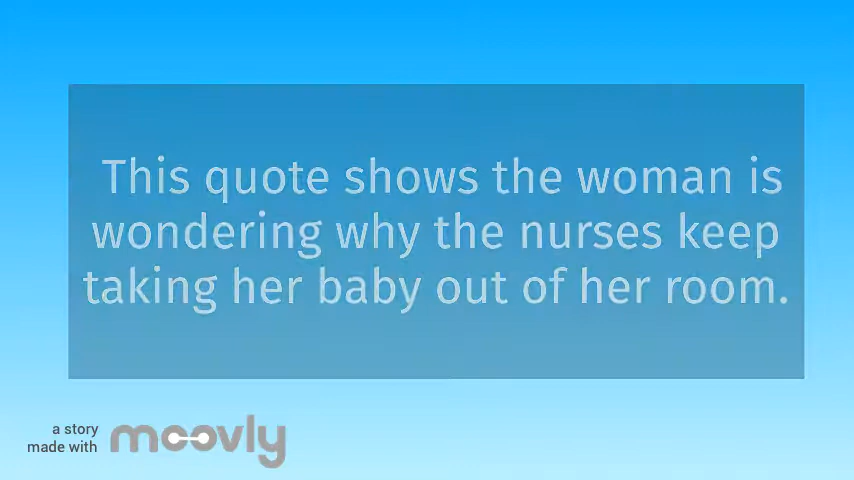 This quote shows the woman is
wondering why the nurses keep
taking her baby out of her room.
a story
made with
moovly